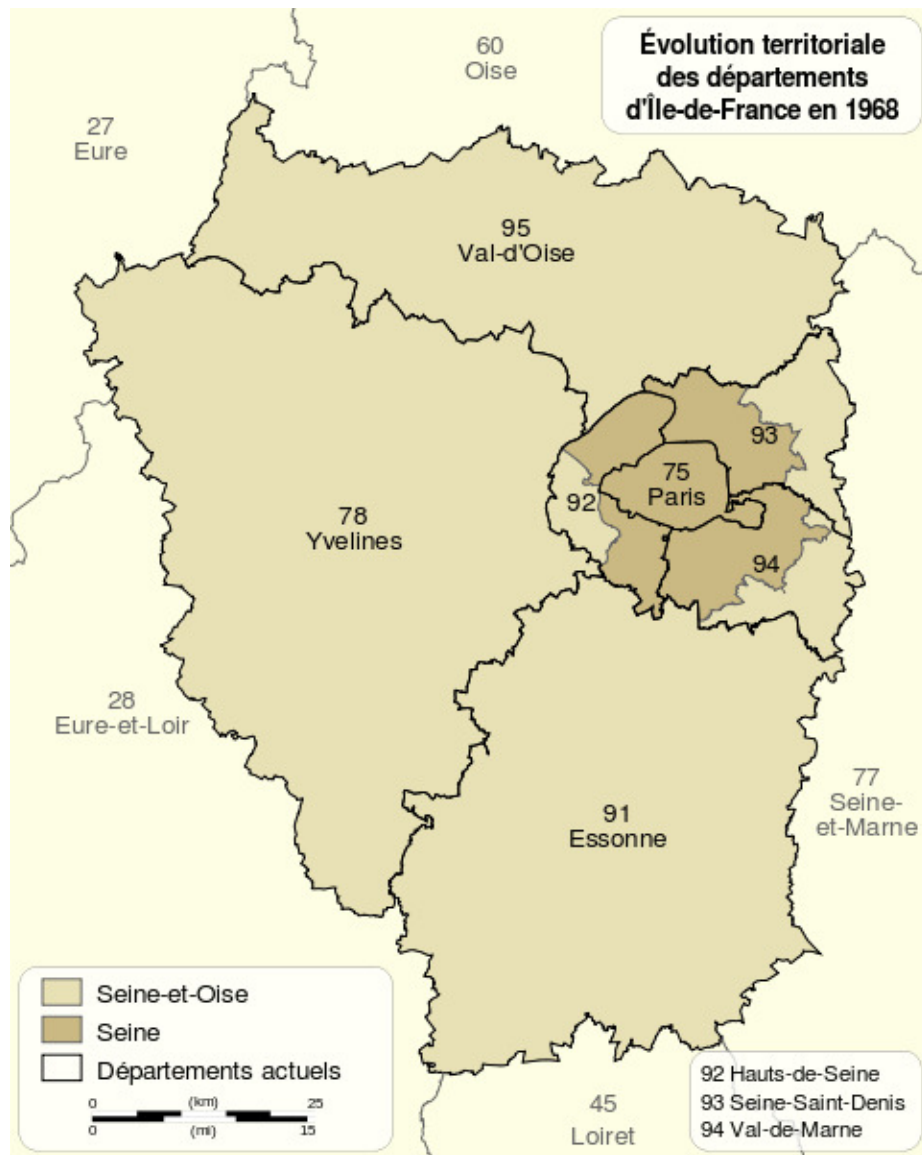 Évolution territoriale
des départements
d'Île-de-France en 1968
60
Oise
27
Eure
95
Val-d'Oise
93
75
Paris
92
78
Yvelines
94
28
Eure-et-Loir
77
Seine-
et-Marne
91
Essonne
Seine-et-Oise
Seine
Départements actuels
0 (km) 25
0 (mi) 15
45
Loiret
92 Hauts-de-Seine
93 Seine-Saint-Denis
94 Val-de-Marne